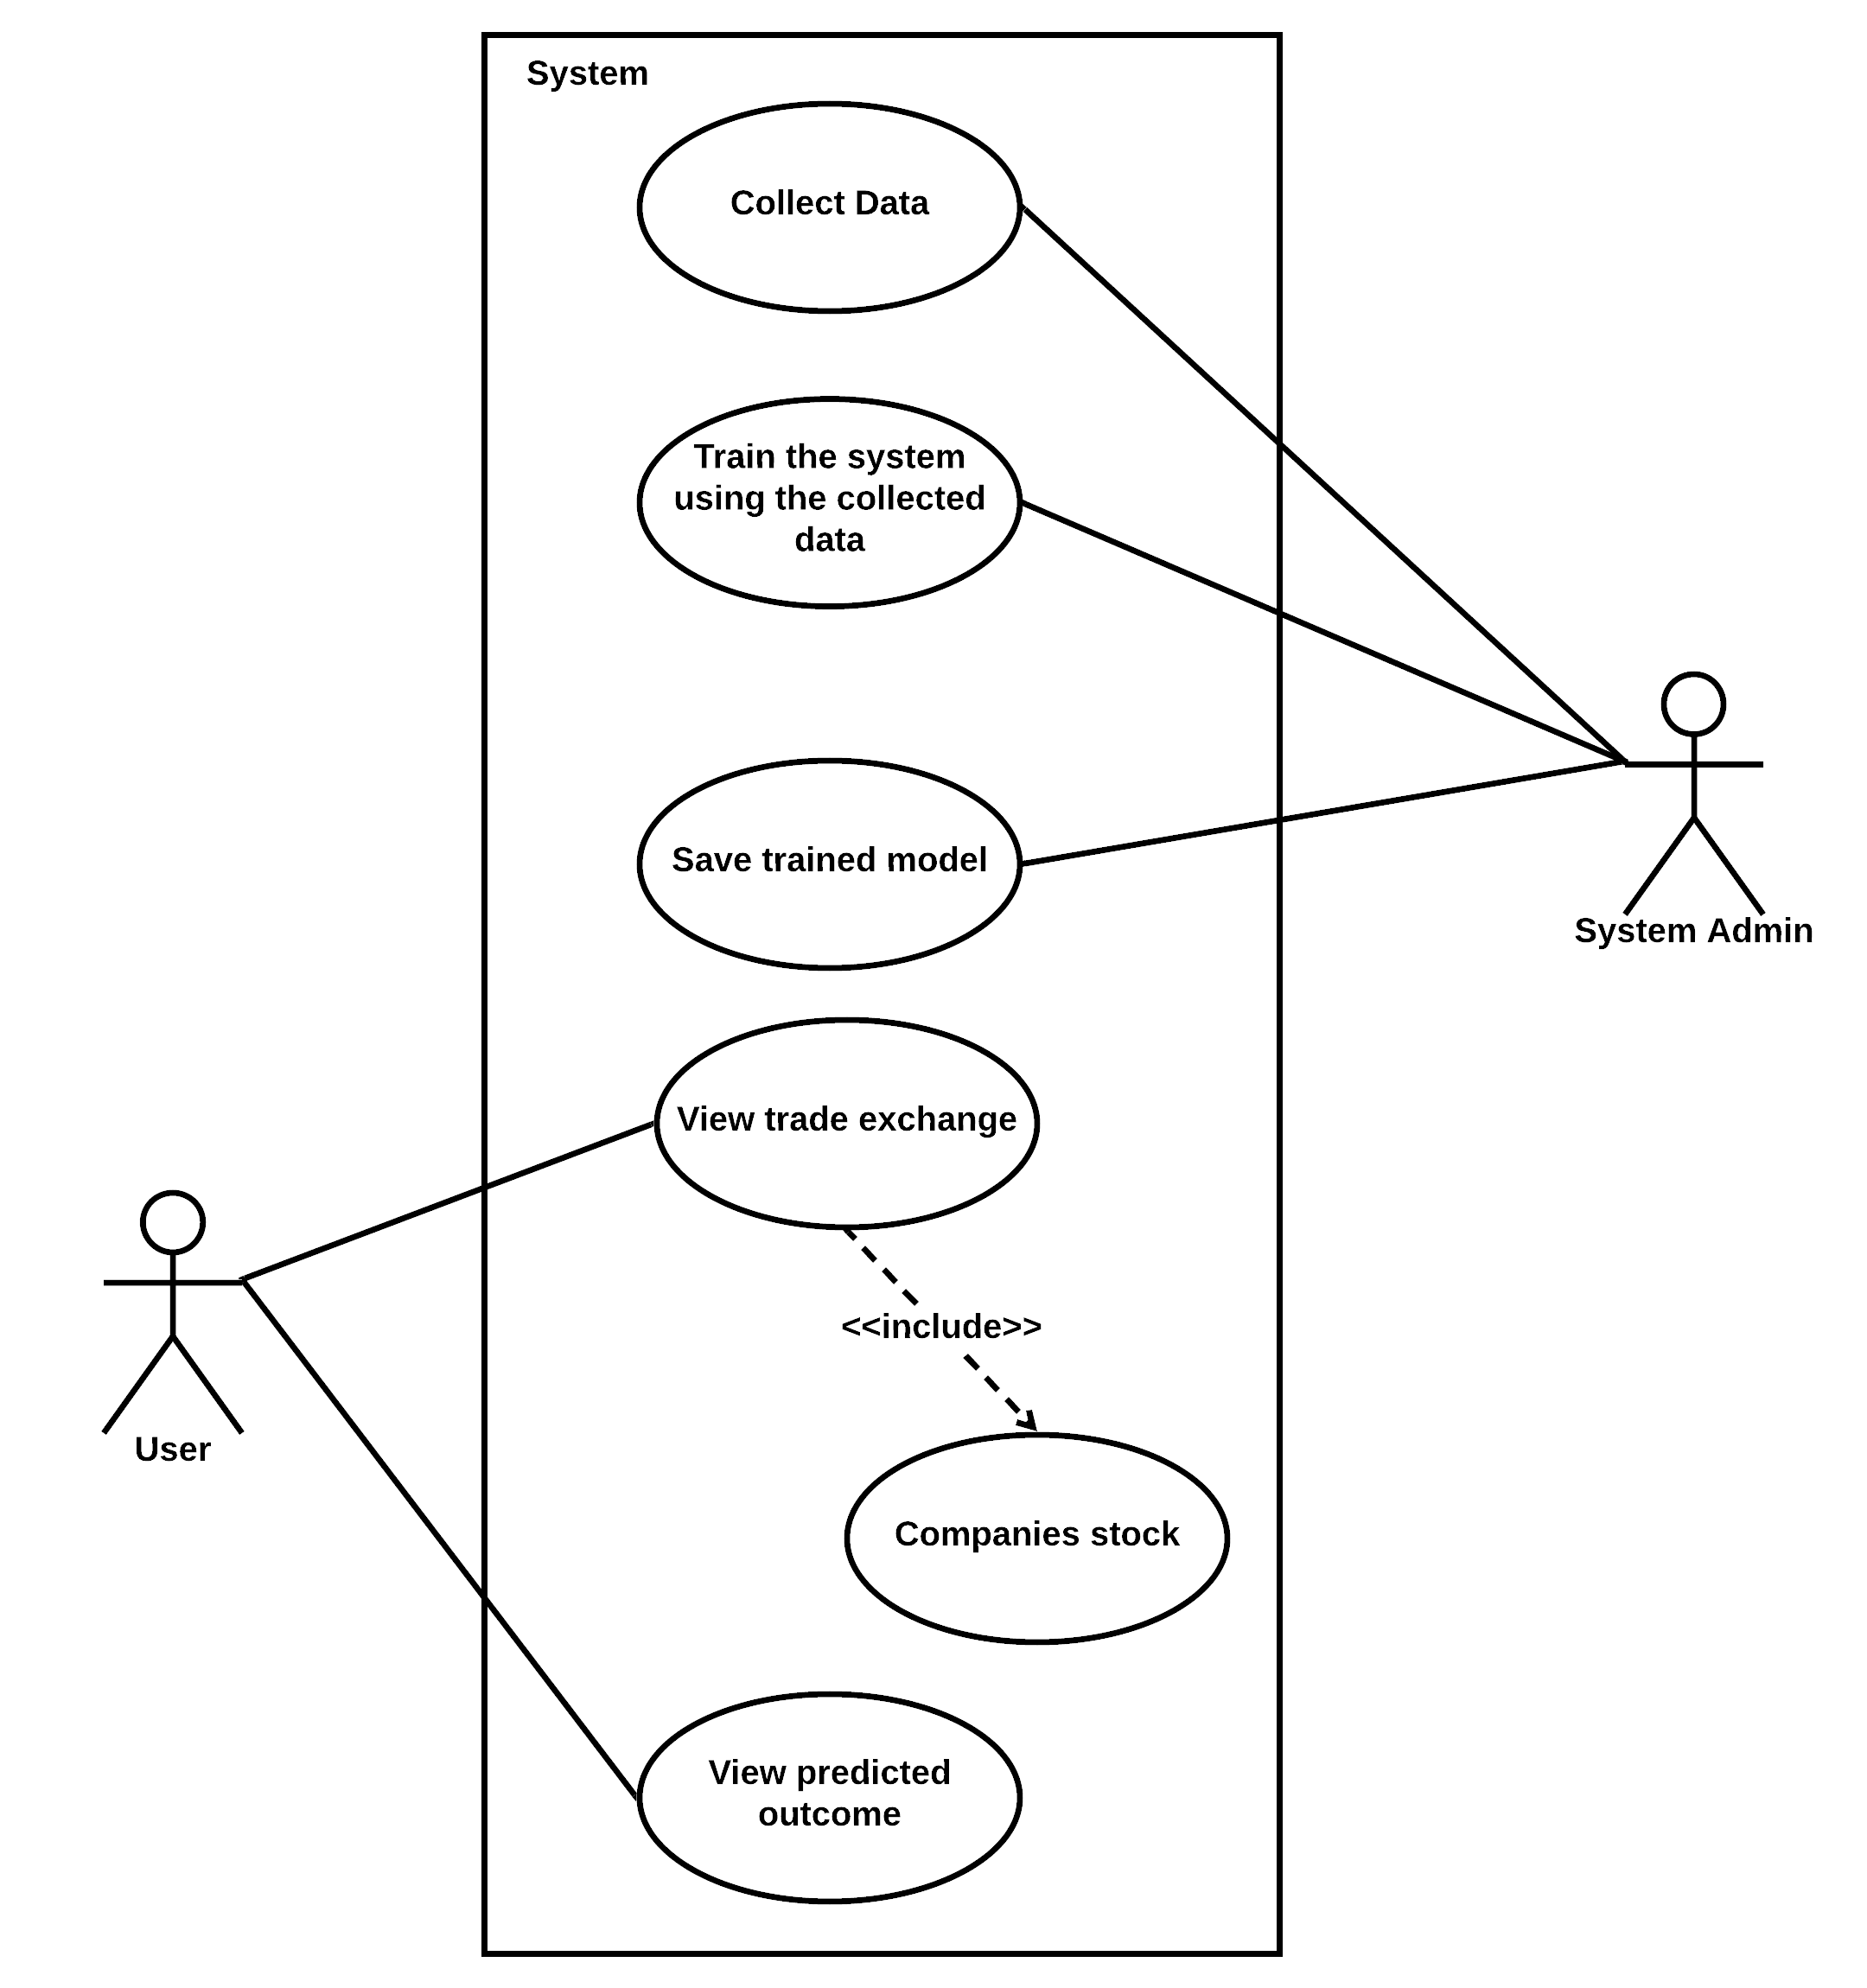 System
Collect Data
Train the system
using the collected
data
Save trained model
System Admin
View trade exchange
<<include>>
User
Companies stock
View predicted
outcome